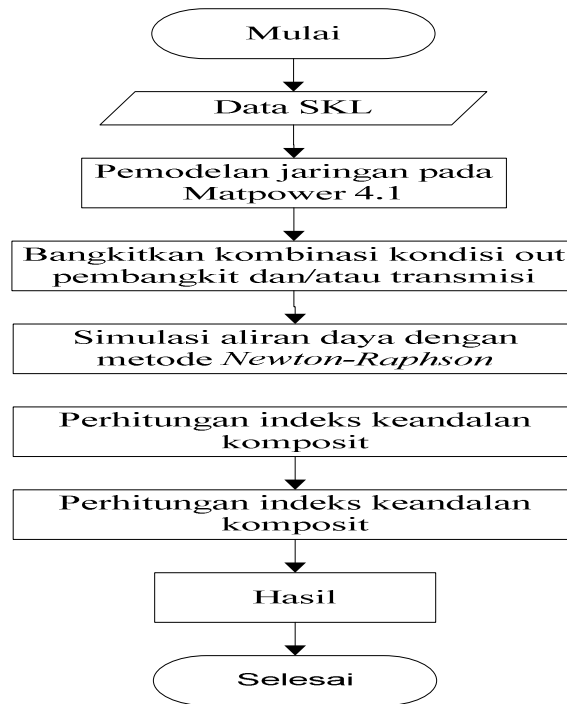 Mulai
Data SKL
Pemodelan jaringan pada
Matpower 4.1
Bangkitkan kombinasi kondisi out
pembangkit dan/atau transmisi
Simulasi aliran daya dengan
metode Newton-Raphson
Perhitungan indeks keandalan
komposit
Perhitungan indeks keandalan
komposit
Hasil
Selesai